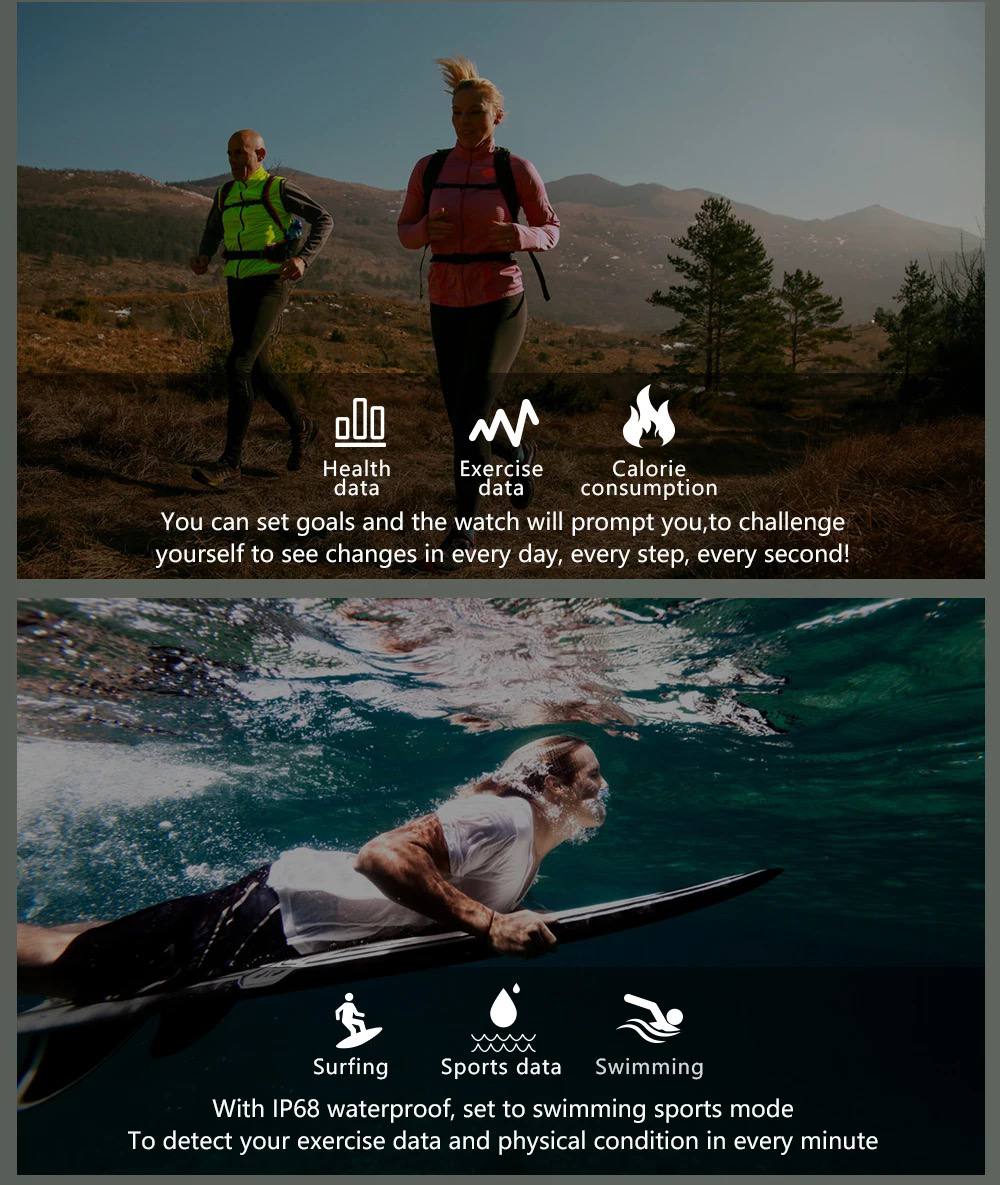 Health
data
Exercise
data
Calorie
consumption
You can set goals and the watch will prompt you,to challenge
yourself to see changes in every day, every step, every second!
Surfing
Sports data
Swimming
With IP68 waterproof, set to swimming sports mode
To detect your exercise data and physical condition in every minute